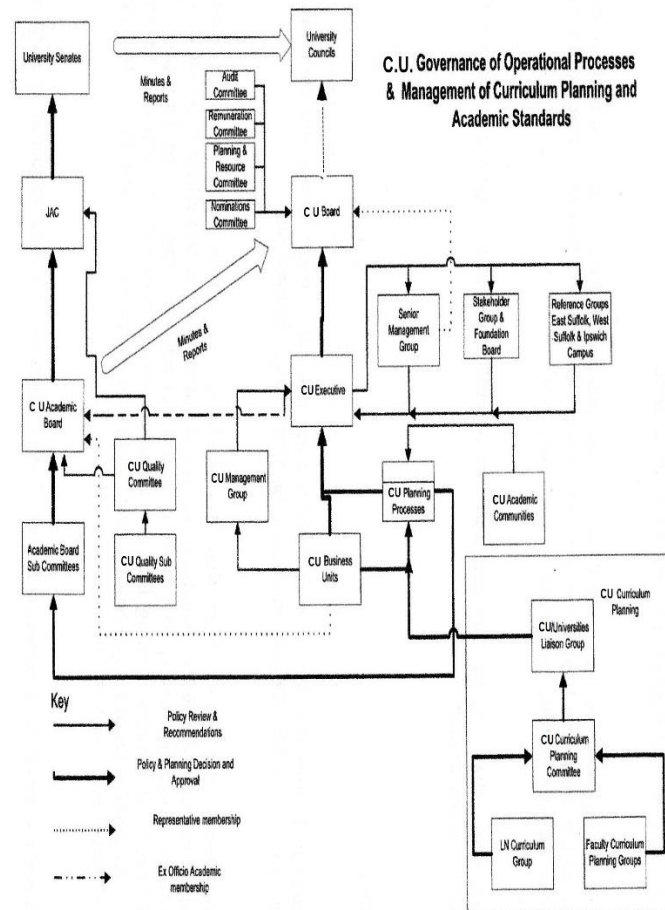 C.U. Governance of Operational Processes
& Management of Curriculum Planning and
Academic Standards
University Senates
University
Councils
Minutes &
Reports
Audit
Committee
Remuneration
Committee
Planning &
Resource
Committee
Nominations
Committee
JAC
C U Board
Minutes &
Reports
Senior
Management
Group
Stakeholder
Group &
Foundation
Board
Reference Groups
East Suffolk, West
Suffolk & Ipswich
Campus
C U Academic
Board
CU Executive
CU Quality
Committee
CU Management
Group
CU Planning
Processes
CU Academic
Communities
Academic Board
Sub Committees
CU Quality Sub
Committees
CU Business
Units
CU Curriculum
Planning
CU/Universities
Liaison Group
CU Curriculum
Planning
Committee
LN Curriculum
Group
Faculty Curriculum
Planning Groups
Key
Policy Review &
Recommendations
Policy & Planning Decision and
Approval
Representative membership
Ex Officio Academic
membership